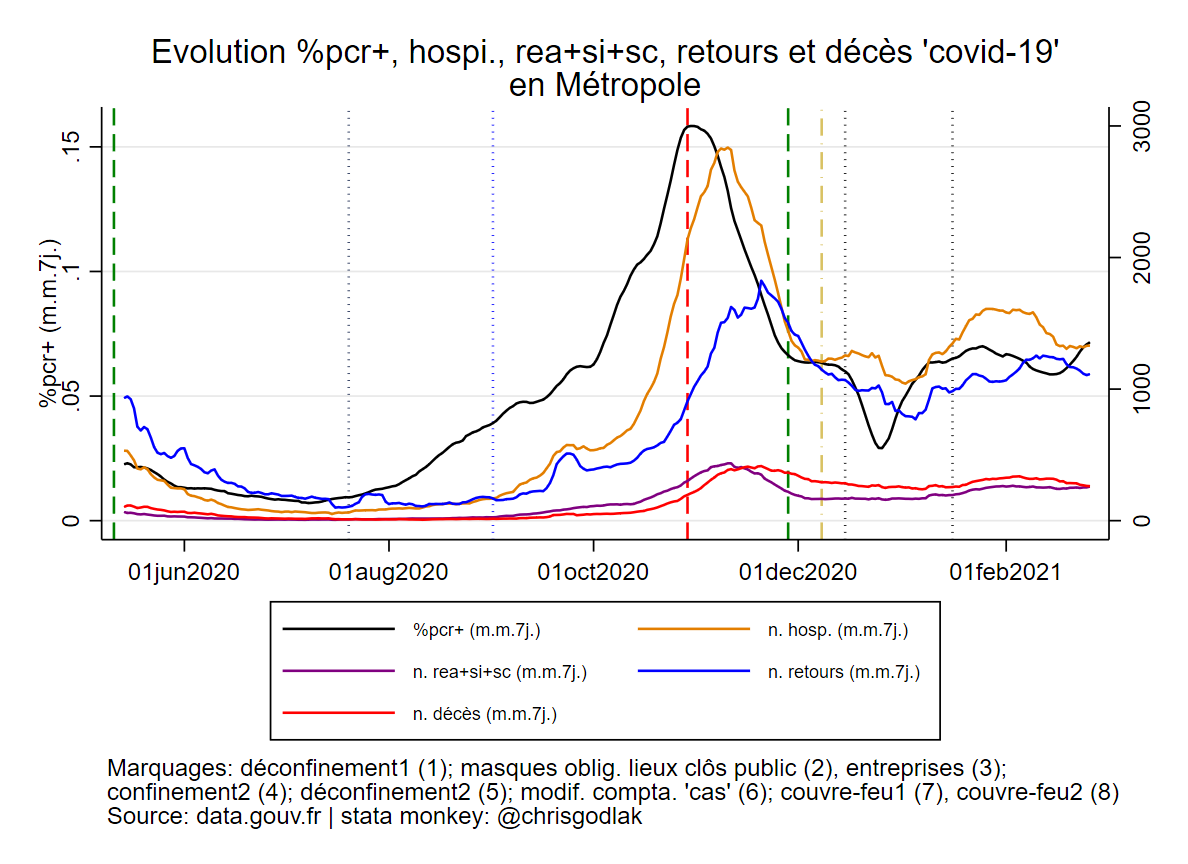 Evolution %pcr+, hospi., rea+si+sc, retours et décès 'covid-19'
en Métropole
%pcr+ (m.m.7j.)
.15
.1
.05
0
3000
2000
1000
0
01jun2020
01aug2020
01oct2020
01dec2020
01feb2021
%pcr+ (m.m.7j.)
n. hosp. (m.m.7j.)
n. rea+si+sc (m.m.7j.)
n. retours (m.m.7j.)
n. décès (m.m.7j.)
Marquages: déconfinement1 (1); masques oblig. lieux clôs public (2), entreprises (3);
confinement2 (4); déconfinement2 (5); modif. compta. 'cas' (6); couvre-feu1 (7), couvre-feu2 (8)
Source: data.gouv.fr | stata monkey: @chrisgodlak